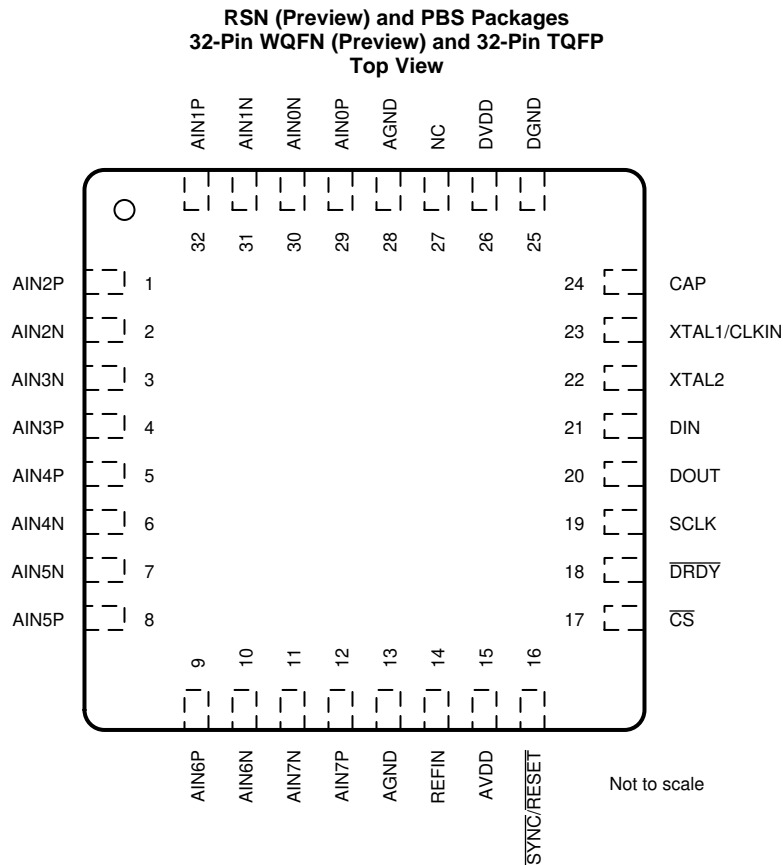 RSN (Preview) and PBS Packages
32-Pin WQFN (Preview) and 32-Pin TQFP
Top View
AIN1P
AIN1N
AIN0N
AIN0P
AGND
NC
DVDD
DGND
32
31
30
29
28
27
26
25
AIN2P 1
AIN2N 2
AIN3N 3
AIN3P 4
AIN4P 5
AIN4N 6
AIN5N 7
AIN5P 8
24 CAP
23 XTAL1/CLKIN
22 XTAL2
21 DIN
20 DOUT
19 SCLK
18 DRDY
17 CS
9
10
11
12
13
14
15
16
AIN6P
AIN6N
AIN7N
AIN7P
AGND
REFIN
AVDD
SYNC/RESET
Not to scale